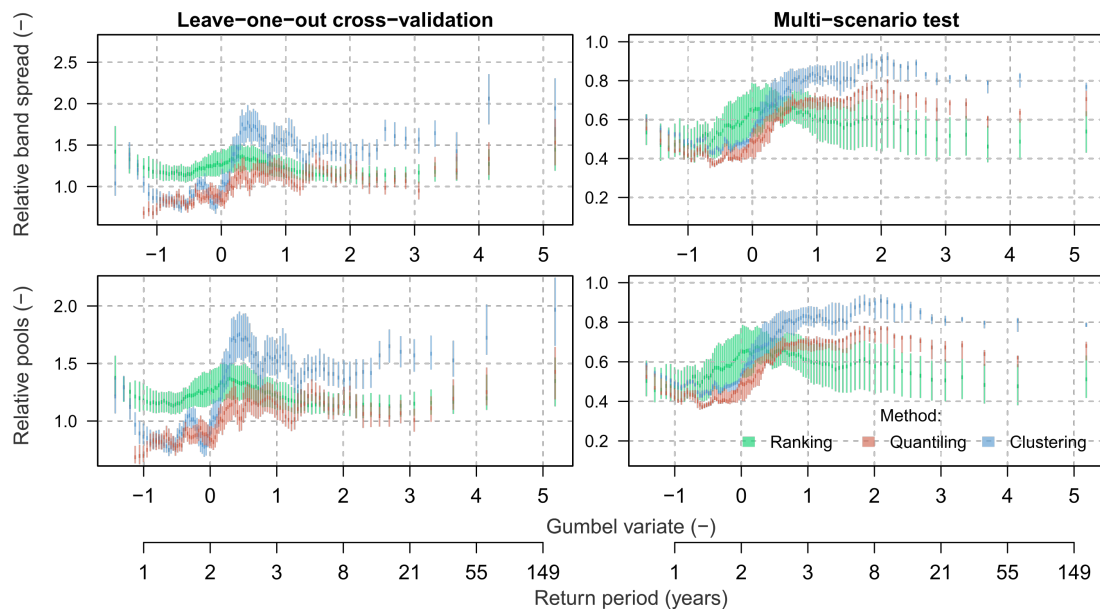 Leave−one−out cross−validation
Multi−scenario test
Relative band spread (−)
2.5
2.0
1.5
1.0
−1 0 1 2 3 4 5
1.0
0.8
0.6
0.4
0.2
−1 0 1 2 3 4 5
Relative pools (−)
2.0
1.5
1.0
−1 0 1 2 3 4 5
1.0
0.8
0.6
0.4
0.2
Method:
Ranking Quantiling Clustering
−1 0 1 2 3 4 5
Gumbel variate (−)
1 2 3 8 21 55 149
1 2 3 8 21 55 149
Return period (years)